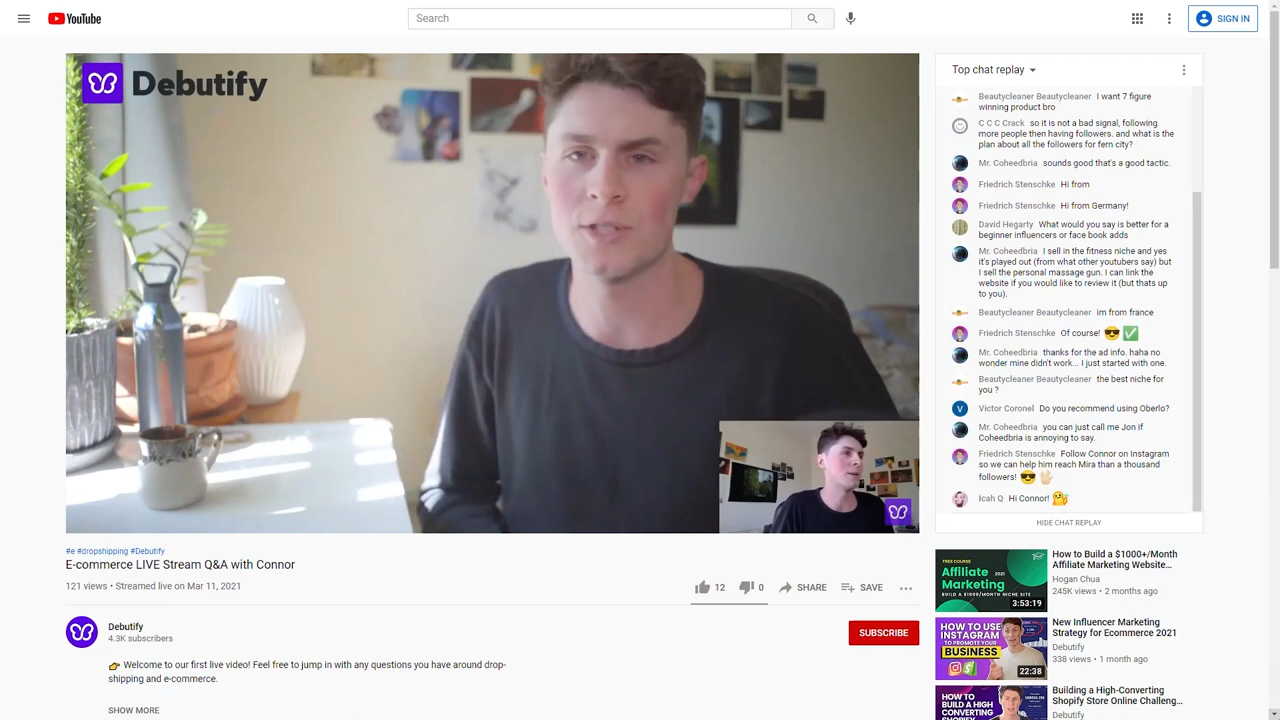 YouTube
Search
SIGN IN
Debutify
Top chat replay
Beautycleaner Beautycleaner I want 7 figure
winning product bro
C C C Crack so it is not a bad signal, following
more people then having followers. and what is the
plan about all the followers for fern city?
Mr. Coheedbria sounds good that's a good tactic.
Friedrich Stenschke Hi from
Friedrich Stenschke Hi from Germany!
David Hegarty What would you say is better for a
beginner influencers or face book adds
Mr. Coheedbria I sell in the fitness niche and yes
it's played out (from what other youtubers say) but
I sell the personal massage gun. I can link the
website if you would like to review it (but thats up
to you).
Beautycleaner Beautycleaner im from france
Friedrich Stenschke Of course! 😎 ✅
Mr. Coheedbria thanks for the ad info. haha no
wonder mine didn't work... I just started with one.
Beautycleaner Beautycleaner the best niche for
you ?
V Victor Coronel Do you recommend using Oberlo?
Mr. Coheedbria you can just call me Jon if
Coheedbria is annoying to say.
Friedrich Stenschke Follow Connor on Instagram
so we can help him reach Mira than a thousand
followers! 😎 🖖🏻
Icah Q Hi Connor! 🤗
HIDE CHAT REPLAY
#e #dropshipping #Debutify
E-commerce LIVE Stream Q&A with Connor
121 views • Streamed live on Mar 11, 2021
12
0
SHARE
SAVE
Debutify
4.3K subscribers
SUBSCRIBE
👉 Welcome to our first live video! Feel free to jump in with any questions you have around drop-
shipping and e-commerce.
SHOW MORE
FREE COURSE
Affiliate 2021
Marketing
BUILD A $1000+/MONTH NICHE SITE
3:53:19
How to Build a $1000+/Month
Affiliate Marketing Website...
Hogan Chua
245K views • 2 months ago
HOW TO USE
INSTAGRAM
TO PROMOTE YOUR
BUSINESS
22:38
New Influencer Marketing
Strategy for Ecommerce 2021
Debutify
338 views • 1 month ago
HOW TO
BUILD A HIGH
CONVERTING
Building a High-Converting
Shopify Store Online Challeng...
Debutify